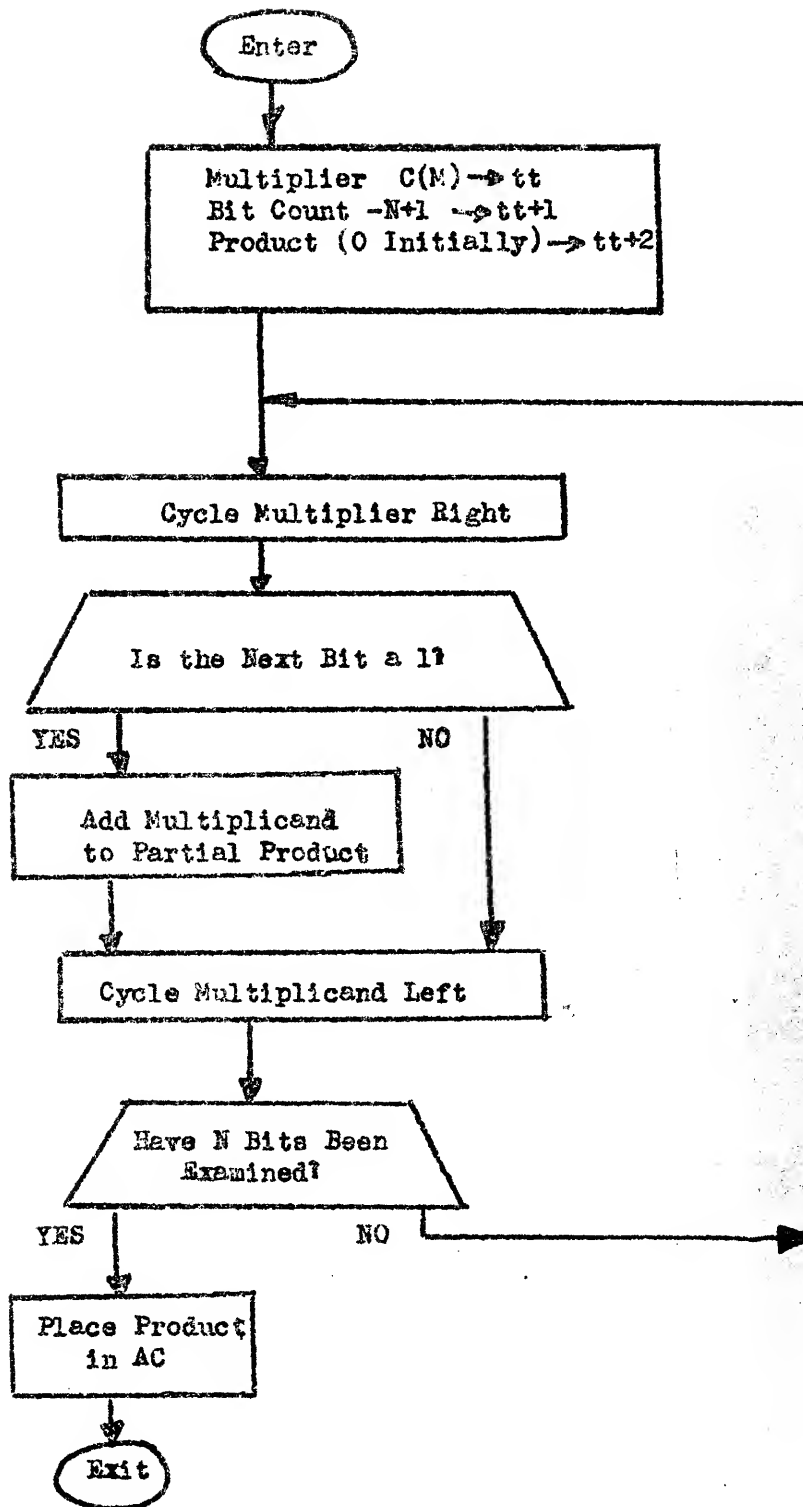 Enter
Multiplier C(M)→tt
Bit Count -N+1 →tt+1
Product (0 Initially)→tt+2
Cycle Multiplier Right
Is the Next Bit a 1?
YES
NO
Add Multiplicand
to Partial Product
Cycle Multiplicand Left
Have N Bits Been
Examined?
YES
NO
Place Product
in AC
Exit